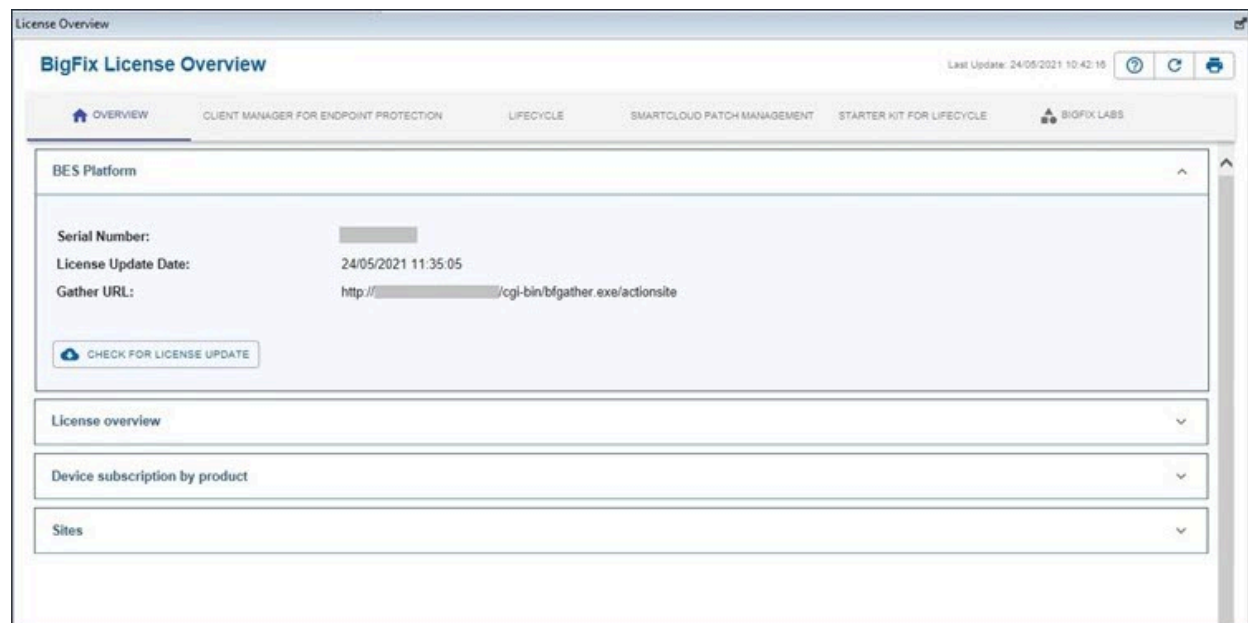 License Overview
BigFix License Overview
Last Update: 24/05/2021 10:42:16
OVERVIEW CLIENT MANAGER FOR ENDPOINT PROTECTION LIFECYCLE SMARTCLOUD PATCH MANAGEMENT STARTER KIT FOR LIFECYCLE BIGFIX LABS
BES Platform
Serial Number:
License Update Date: 24/05/2021 11:35:05
Gather URL: http:// /cgi-bin/bfgather.exe/actionsite
CHECK FOR LICENSE UPDATE
License overview
Device subscription by product
Sites